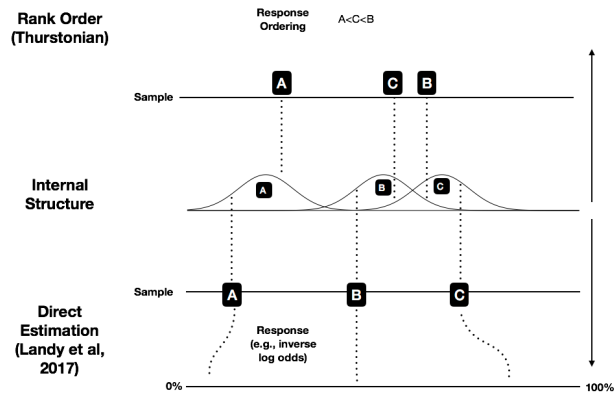 Rank Order
(Thurstonian)
Response
Ordering
A<C<B
A
C
B
Sample
Internal
Structure
A
B
C
Sample
A
B
C
Direct
Estimation
(Landy et al,
2017)
Response
(e.g., inverse
log odds)
0%
100%